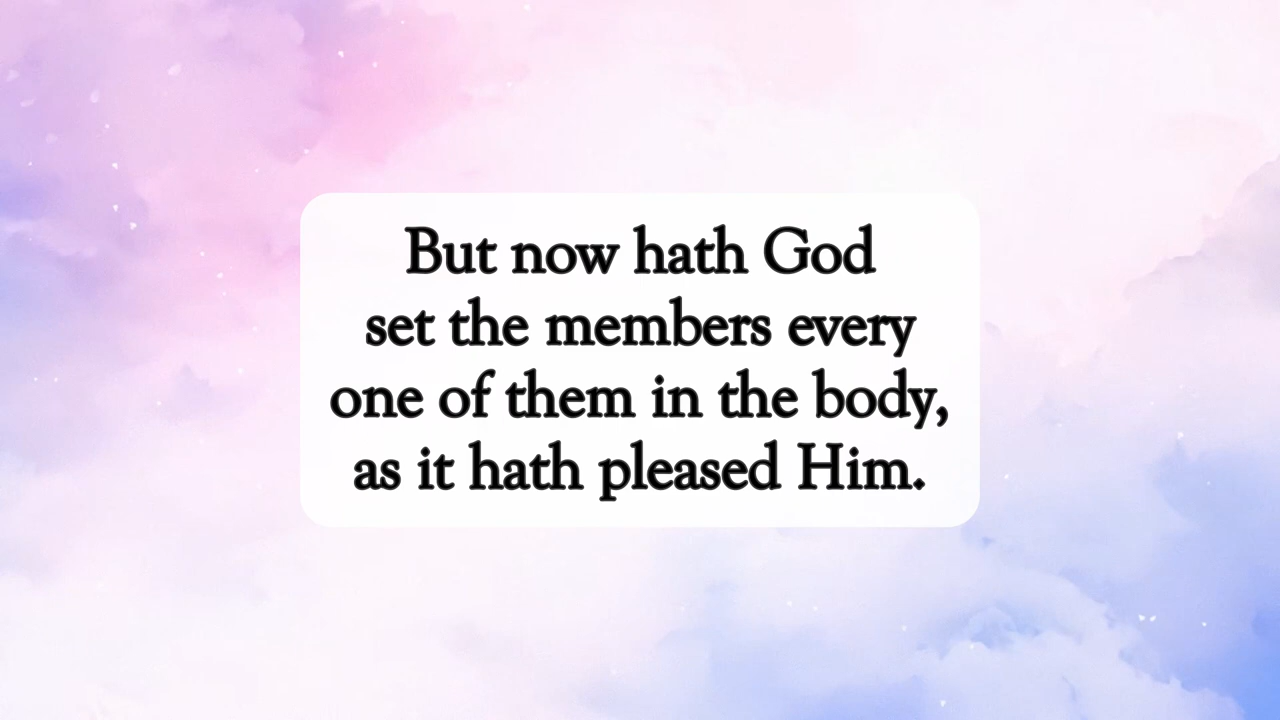 But now hath God
set the members every
one of them in the body,
as it hath pleased Him.